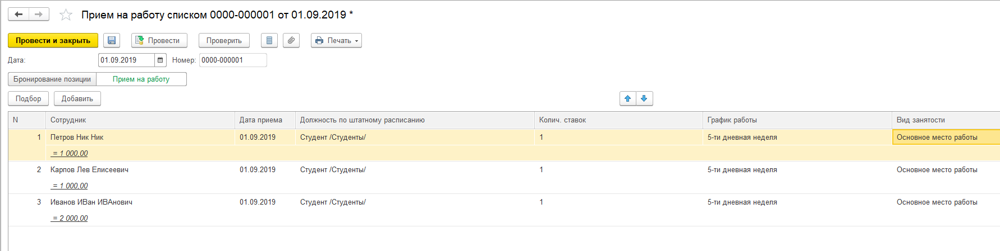 Прием на работу списком 0000-000001 от 01.09.2019 *
Провести и закрыть Провести Проверить Печать
Дата: 01.09.2019 Номер: 0000-000001
Бронирование позиции Прием на работу
Подбор Добавить
N Сотрудник Дата приема Должность по штатному расписанию Колич. ставок График работы Вид занятости
1 Петров Ник Ник 01.09.2019 Студент /Студенты/ 1 5-ти дневная неделя Основное место работы
= 1 000,00
2 Карпов Лев Елисеевич 01.09.2019 Студент /Студенты/ 1 5-ти дневная неделя Основное место работы
= 1 000,00
3 Иванов ИВан ИВАнович 01.09.2019 Студент /Студенты/ 1 5-ти дневная неделя Основное место работы
= 2 000,00